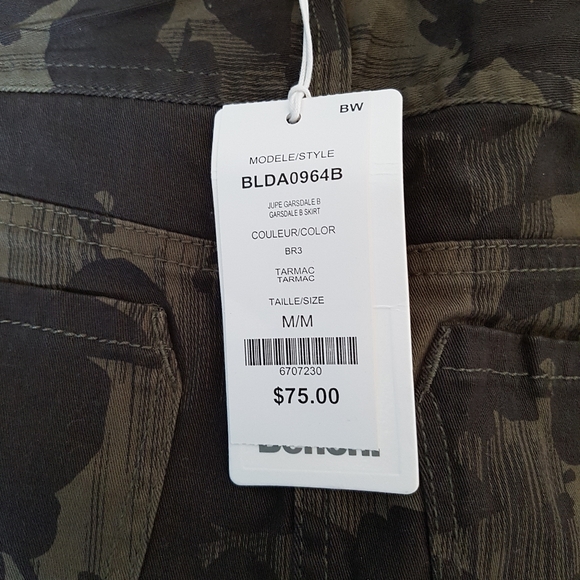 BW
MODELE/STYLE
BLDA0964B
JUPE GARSDALE B
GARSDALE B SKIRT
COULEUR/COLOR
BR3
TARMAC
TARMAC
TAILLE/SIZE
M/M
6707230
$75.00